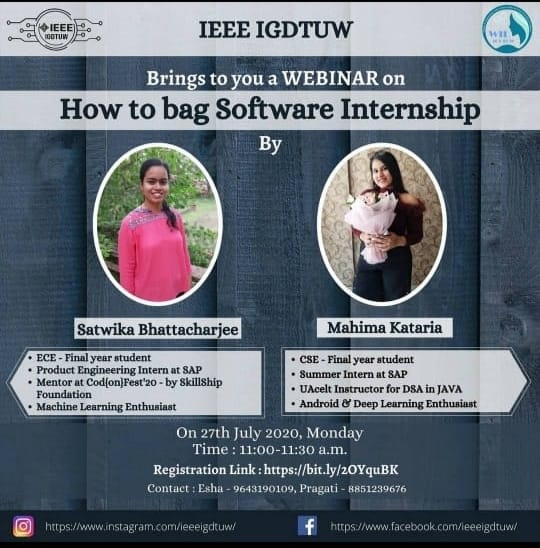 IEEE
IGDTUW
IEEE IGDTUW
WIE
Brings to you a WEBINAR on
How to bag Software Internship
By
Satwika Bhattacharjee
Mahima Kataria
• ECE - Final year student
• Product Engineering Intern at SAP
• Mentor at Cod{on}Fest'20 - by SkillShip
Foundation
• Machine Learning Enthusiast
• CSE - Final year student
• Summer Intern at SAP
• UAcelt Instructor for DSA in JAVA
• Android & Deep Learning Enthusiast
On 27th July 2020, Monday
Time : 11:00-11:30 a.m.
Registration Link : https://bit.ly/2OYquBK
Contact : Esha - 9643190109, Pragati - 8851239676
https://www.instagram.com/ieeeigdtuw/
https://www.facebook.com/ieeeigdtuw/